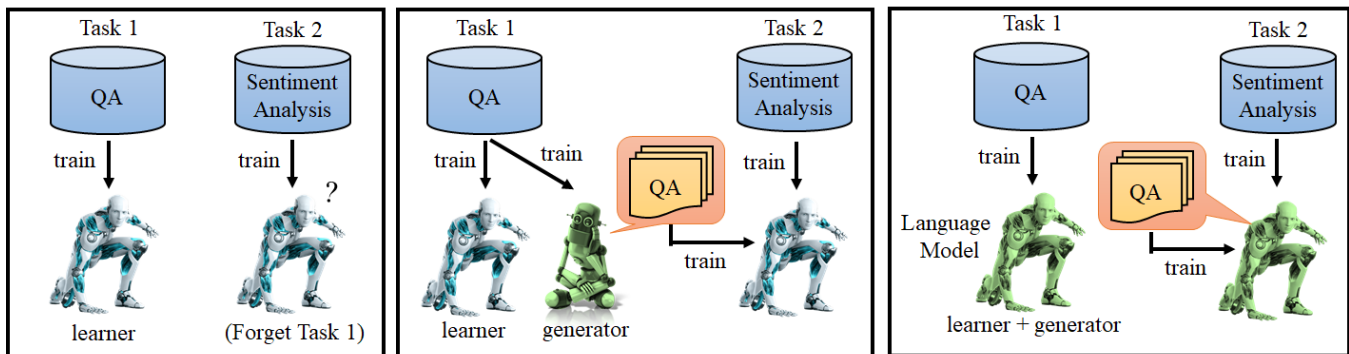 Task 1
Task 2
QA
Sentiment
Analysis
train
train
?
learner
(Forget Task 1)
Task 1
Task 2
QA
Sentiment
Analysis
train
train
train
QA
train
learner
generator
Task 1
Task 2
QA
Sentiment
Analysis
train
train
QA
Language
Model
train
learner + generator